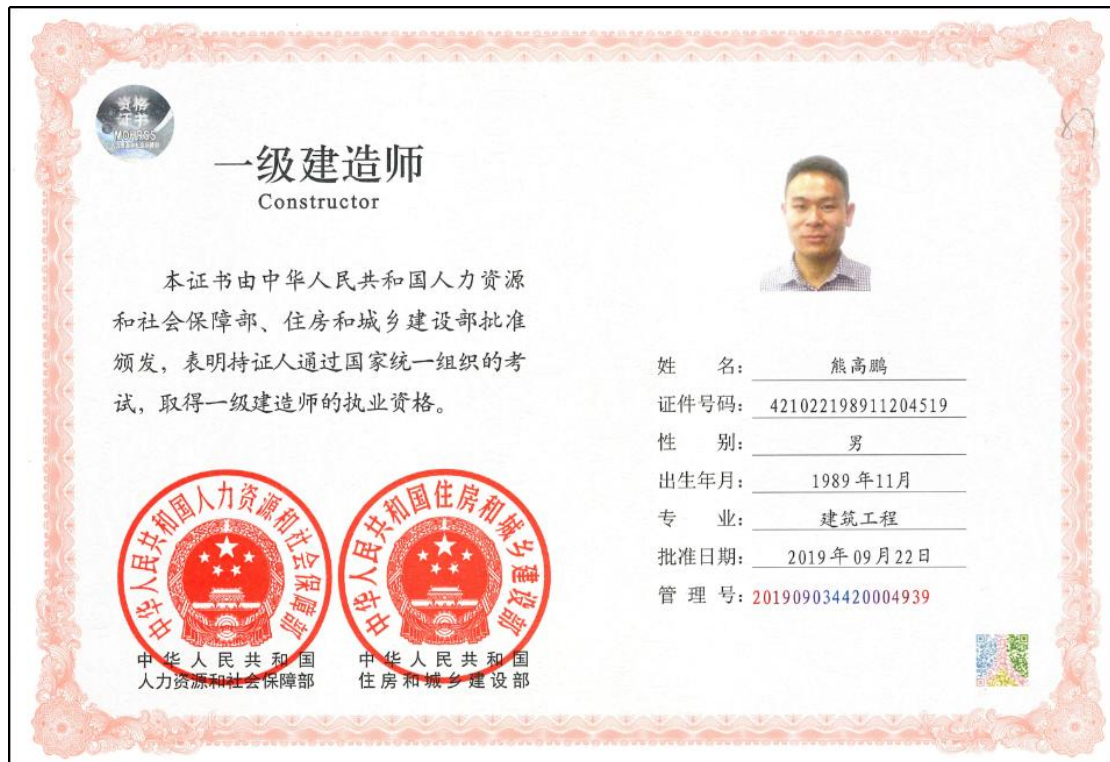 资格
证书
MOHRSS
一级建造师
Constructor
本证书由中华人民共和国人力资源
和社会保障部、住房和城乡建设部批准
颁发，表明持证人通过国家统一组织的考
试，取得一级建造师的执业资格。
中华人民共和国人力资源和社会保障部
中华人民共和国住房和城乡建设部
中华人民共和国
人力资源和社会保障部
中华人民共和国
住房和城乡建设部
姓 名：熊高鹏
证件号码：421022198911204519
性 别：男
出生年月：1989年11月
专 业：建筑工程
批准日期：2019年09月22日
管 理 号：201909034420004939